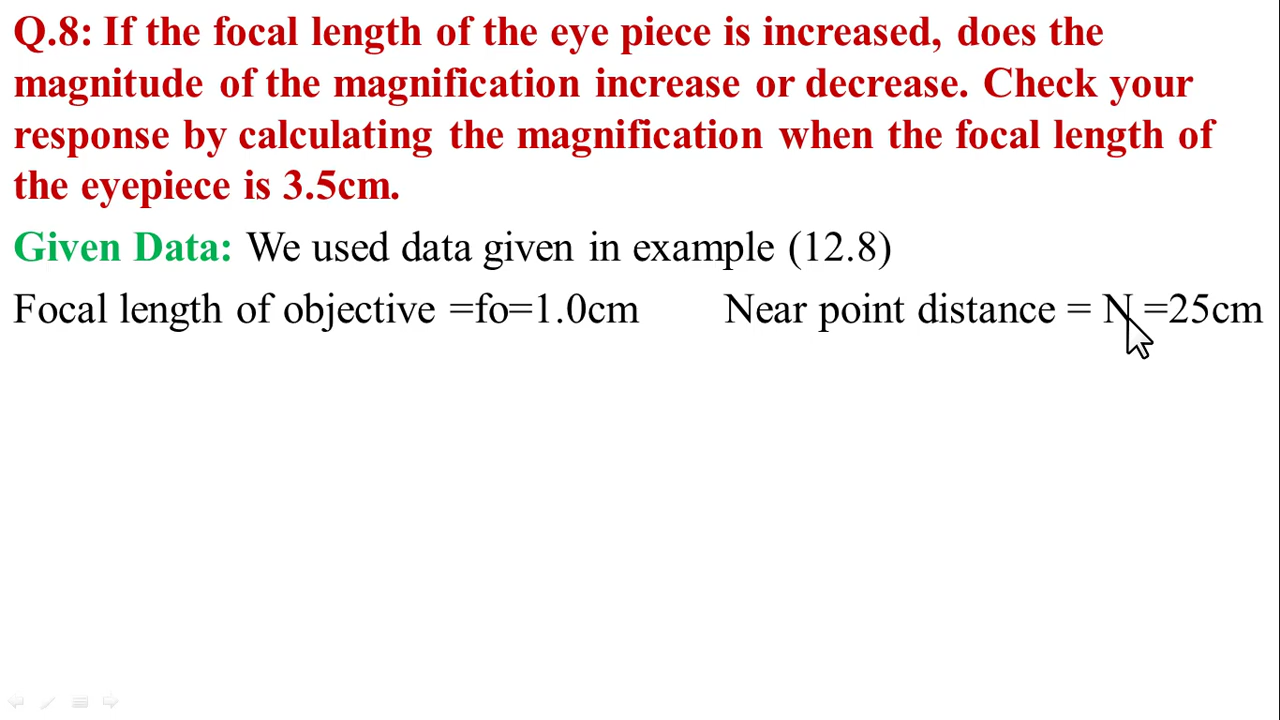 Q.8: If the focal length of the eye piece is increased, does the
magnitude of the magnification increase or decrease. Check your
response by calculating the magnification when the focal length of
the eyepiece is 3.5cm.
Given Data: We used data given in example (12.8)
Focal length of objective =fo=1.0cm Near point distance = N =25cm